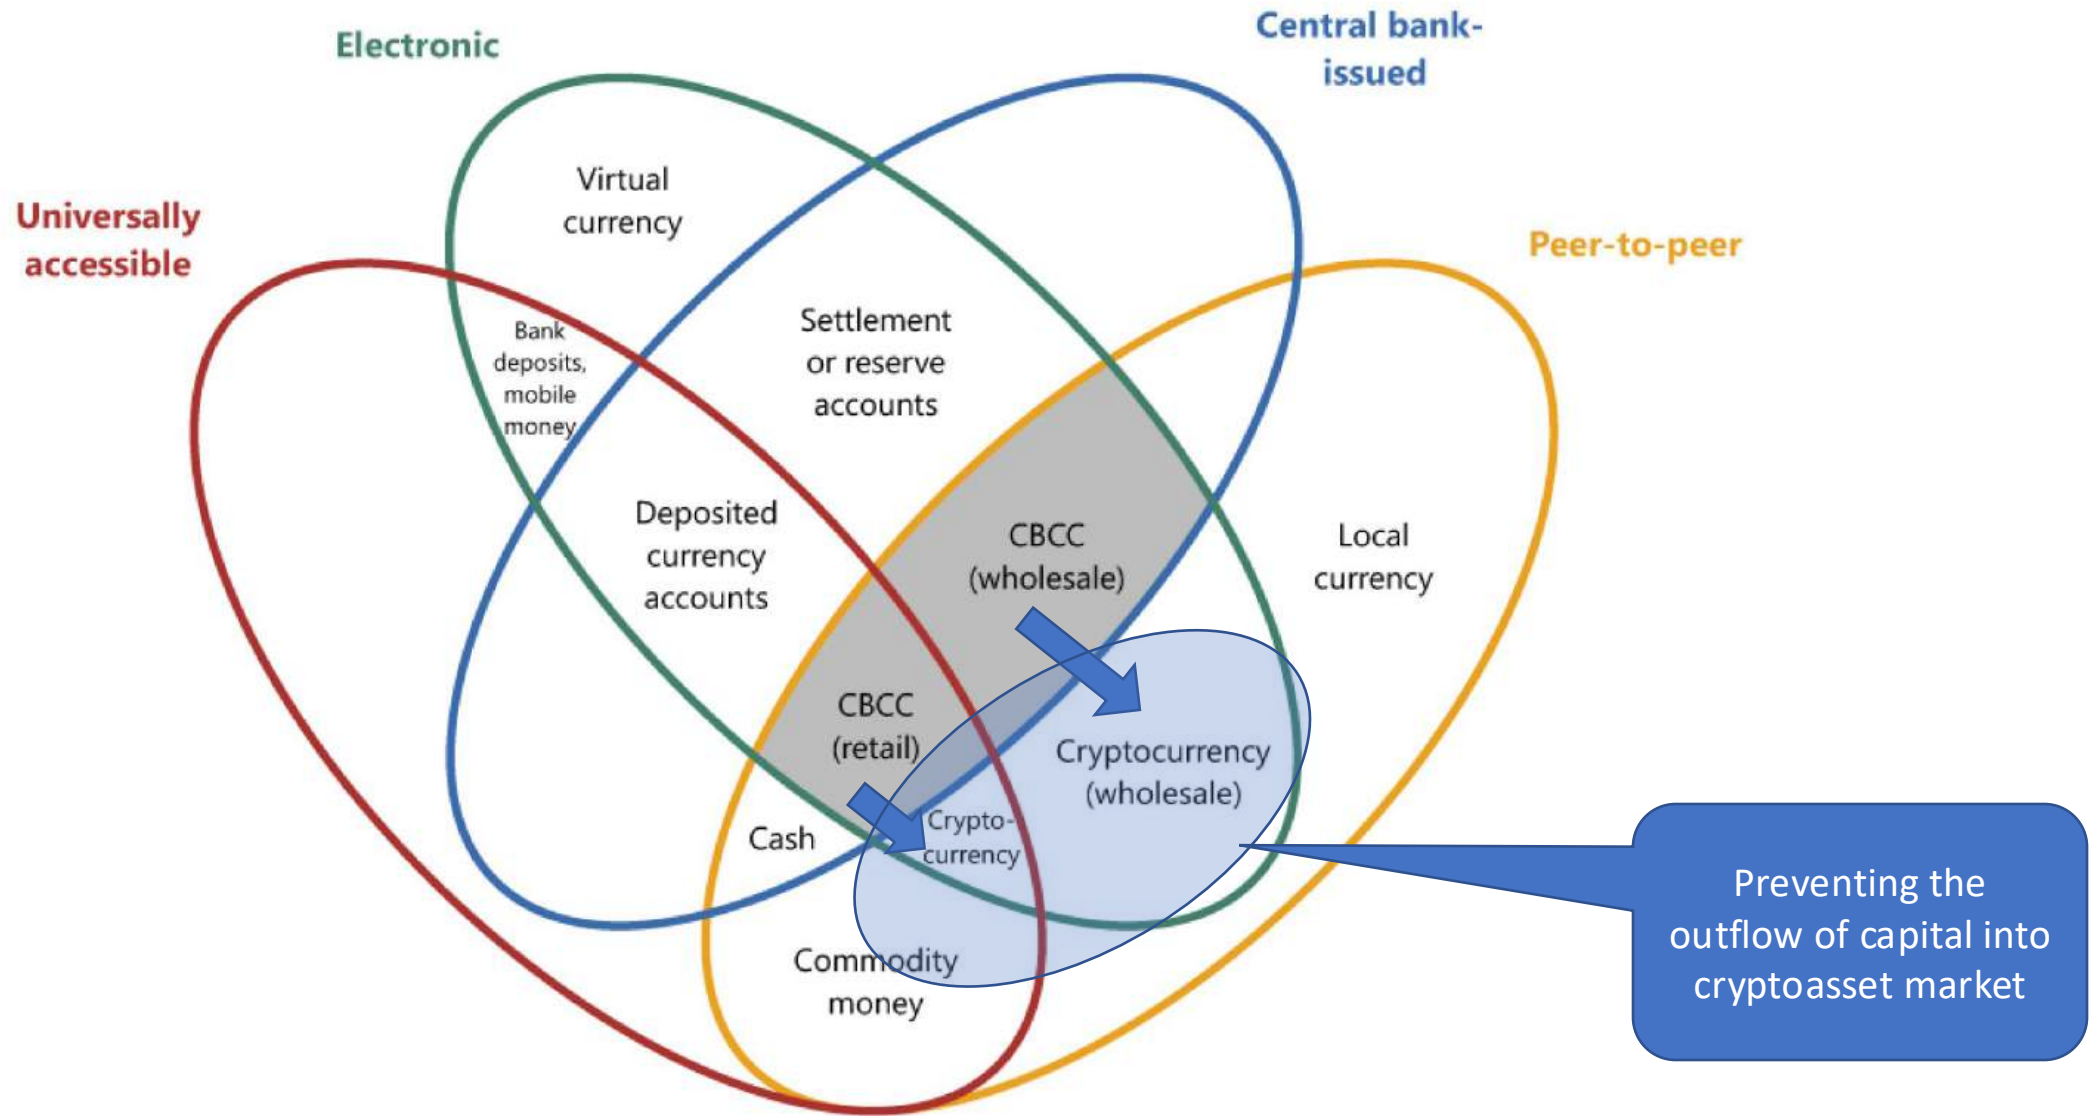 Electronic
Central bank-
issued
Universally
accessible
Peer-to-peer
Virtual
currency
Bank
deposits,
mobile
money
Settlement
or reserve
accounts
Deposited
currency
accounts
CBCC
(wholesale)
Local
currency
CBCC
(retail)
Cryptocurrency
(wholesale)
Cash
Crypto-
currency
Commodity
money
Preventing the
outflow of capital into
cryptoasset market